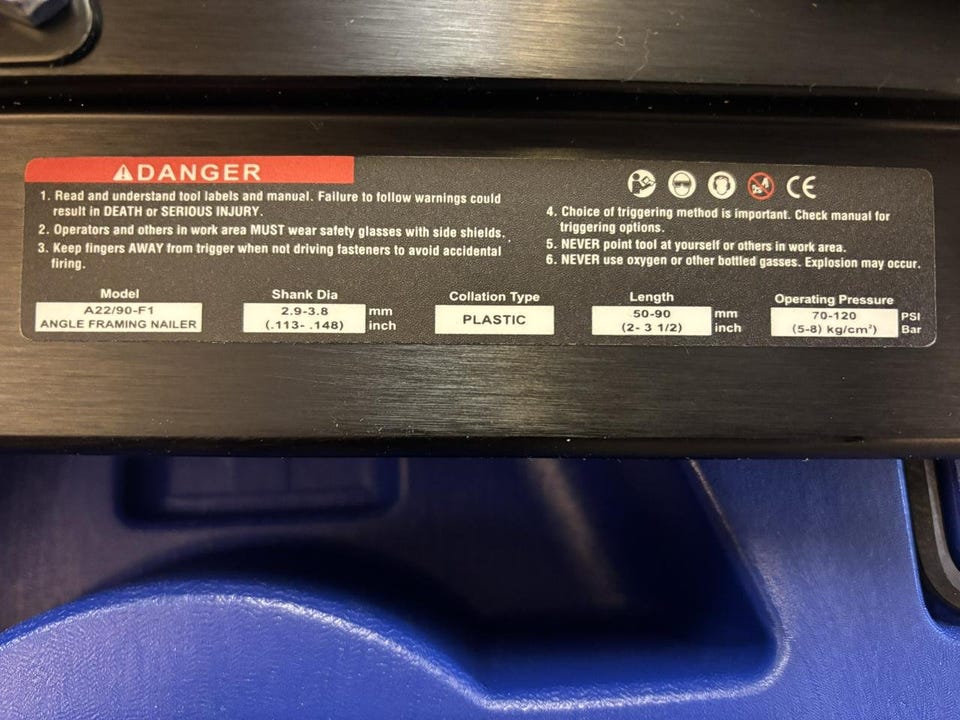 DANGER
1. Read and understand tool labels and manual. Failure to follow warnings could
result in DEATH or SERIOUS INJURY.
2. Operators and others in work area MUST wear safety glasses with side shields.
3. Keep fingers AWAY from trigger when not driving fasteners to avoid accidental
firing.
CE
4. Choice of triggering method is important. Check manual for
triggering options.
5. NEVER point tool at yourself or others in work area.
6. NEVER use oxygen or other bottled gasses. Explosion may occur.
Model
A22/90-F1
ANGLE FRAMING NAILER
Shank Dia
2.9-3.8 mm
(.113- .148) inch
Collation Type
PLASTIC
Length
50-90 mm
(2- 3 1/2) inch
Operating Pressure
70-120 PSI
(5-8) kg/cm²) Bar